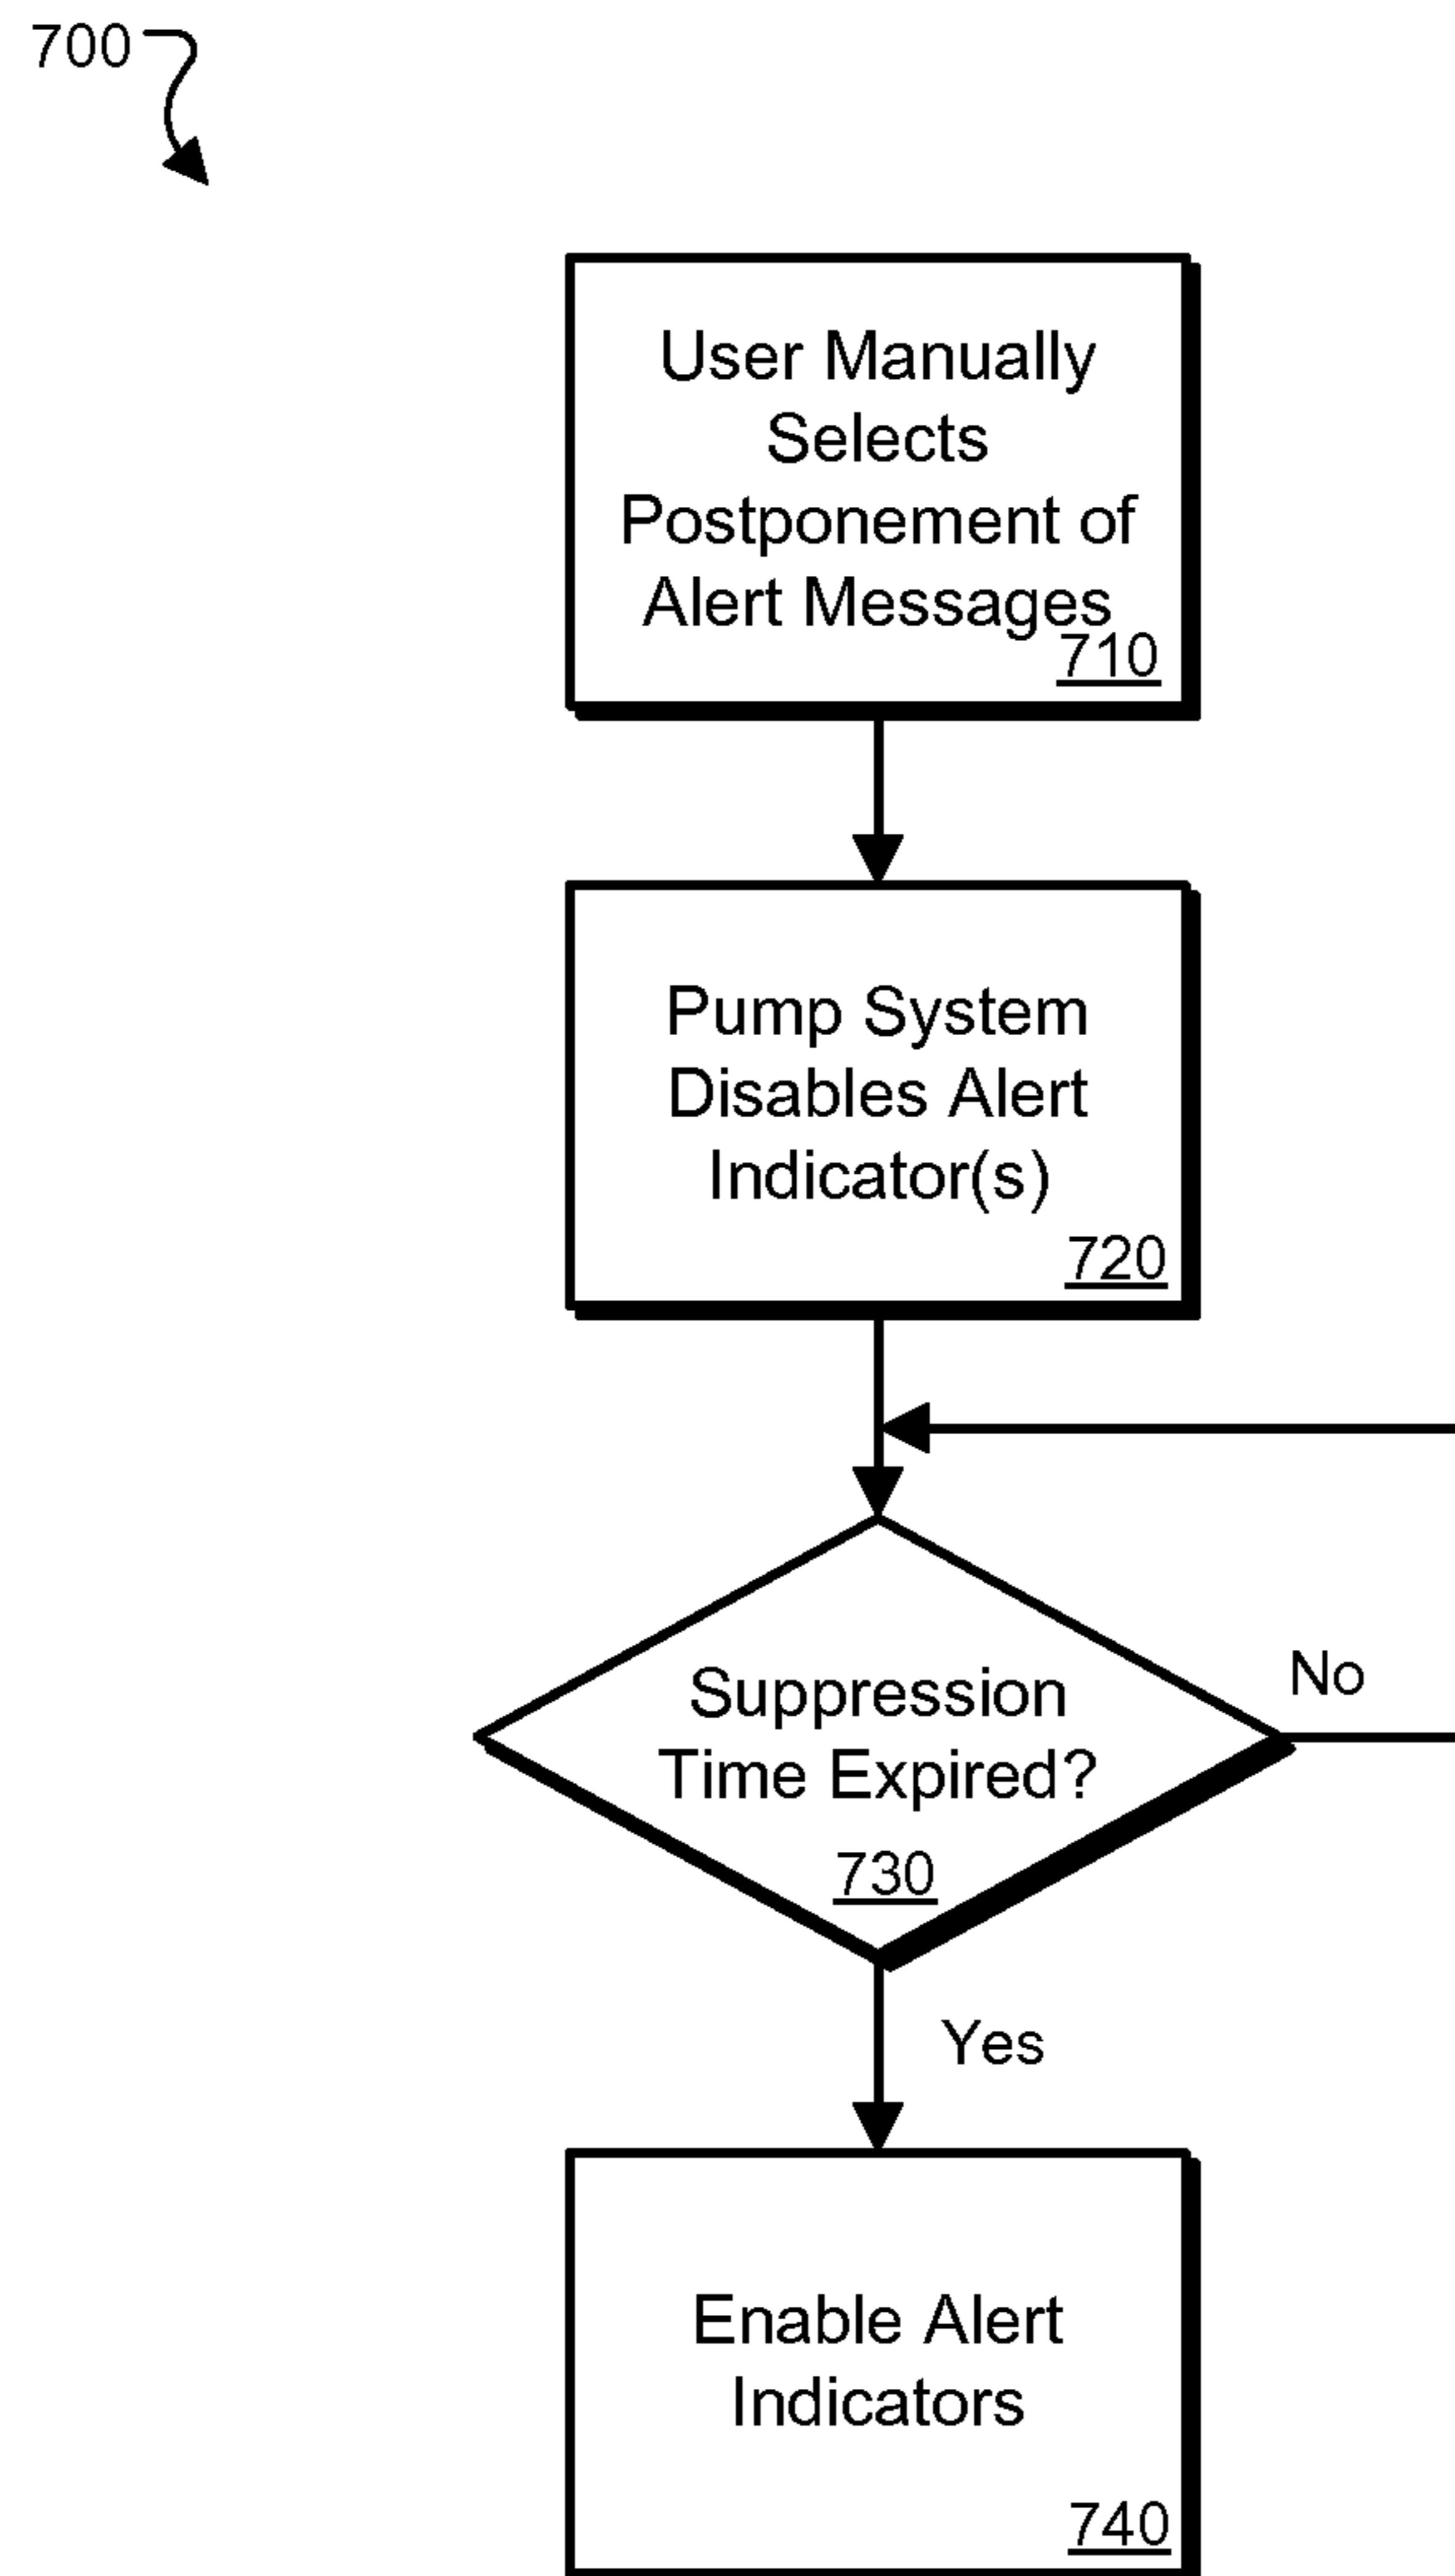 700
User Manually
Selects
Postponement of
Alert Messages
710
Pump System
Disables Alert
Indicator(s)
720
Suppression
Time Expired?
730
No
Yes
Enable Alert
Indicators
740